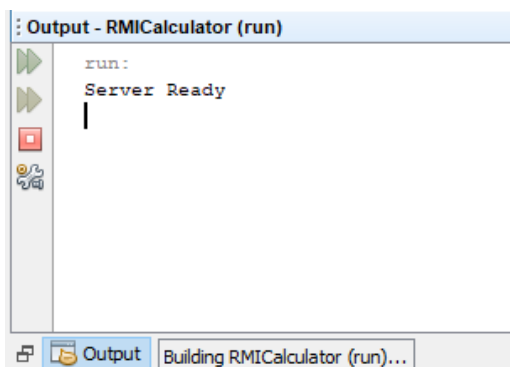 Output - RMICalculator (run)
run:
Server Ready
Output
Building RMICalculator (run)...